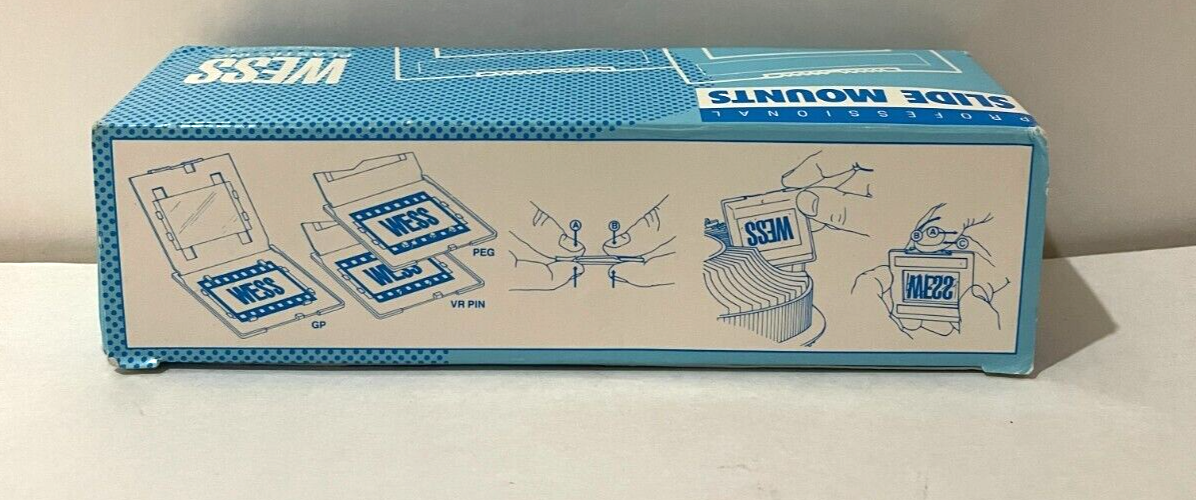 WESS
SLIDE MOUNTS
PROFESSIONAL
WESS
GP
WESS
PEG
WESS
VR PIN
A
B
WESS
B
A
C
WESS